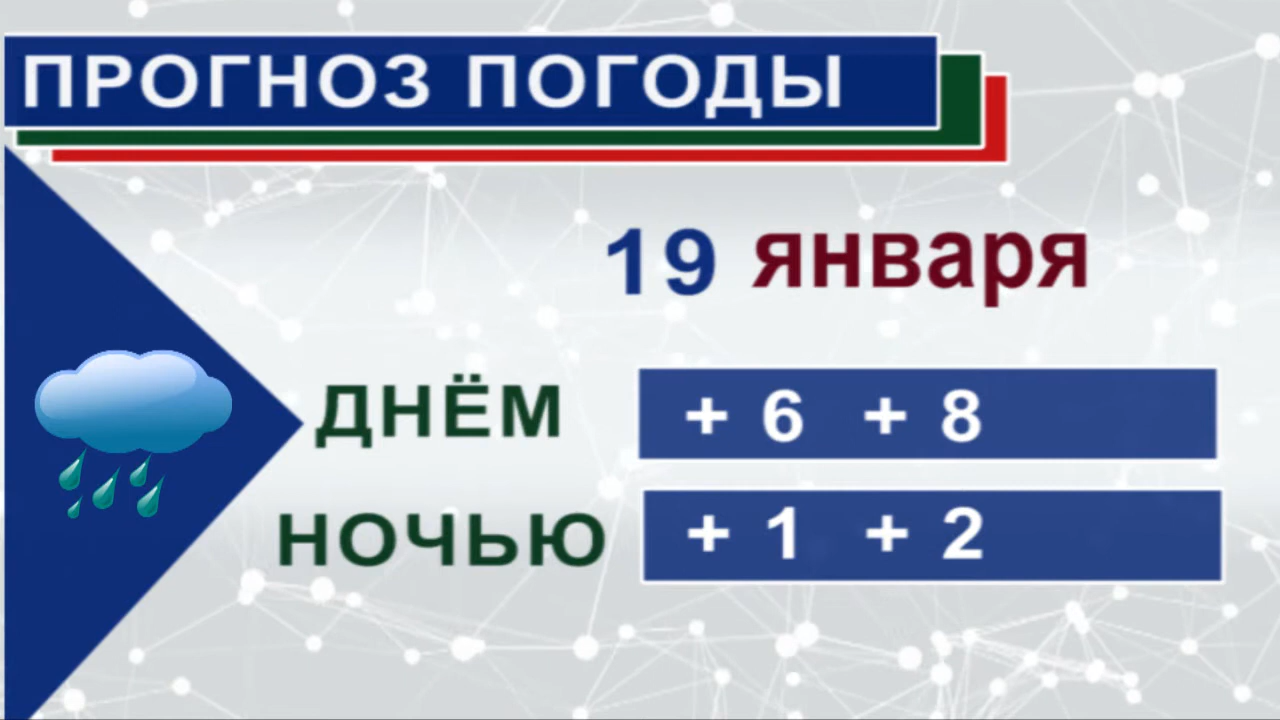 ПРОГНОЗ ПОГОДЫ
19 января
ДНЁМ + 6 + 8
НОЧЬЮ + 1 + 2